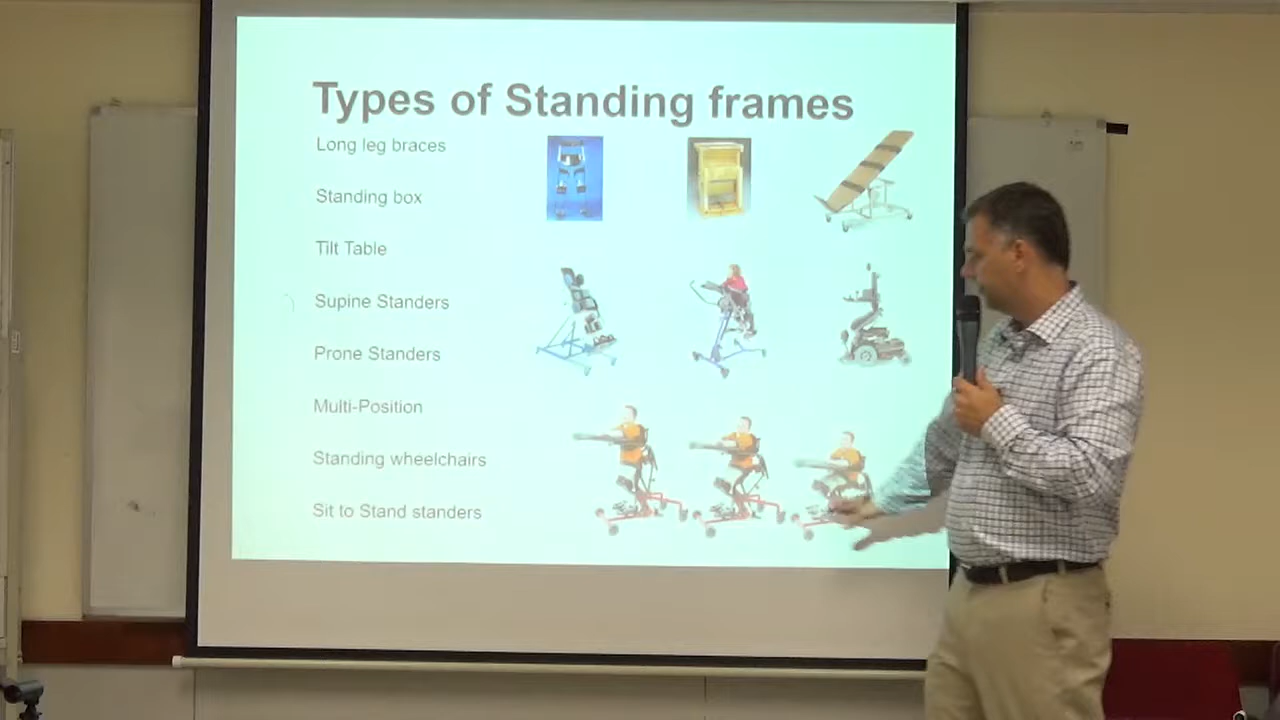 Types of Standing frames
Long leg braces
Standing box
Tilt Table
Supine Standers
Prone Standers
Multi-Position
Standing wheelchairs
Sit to Stand standers